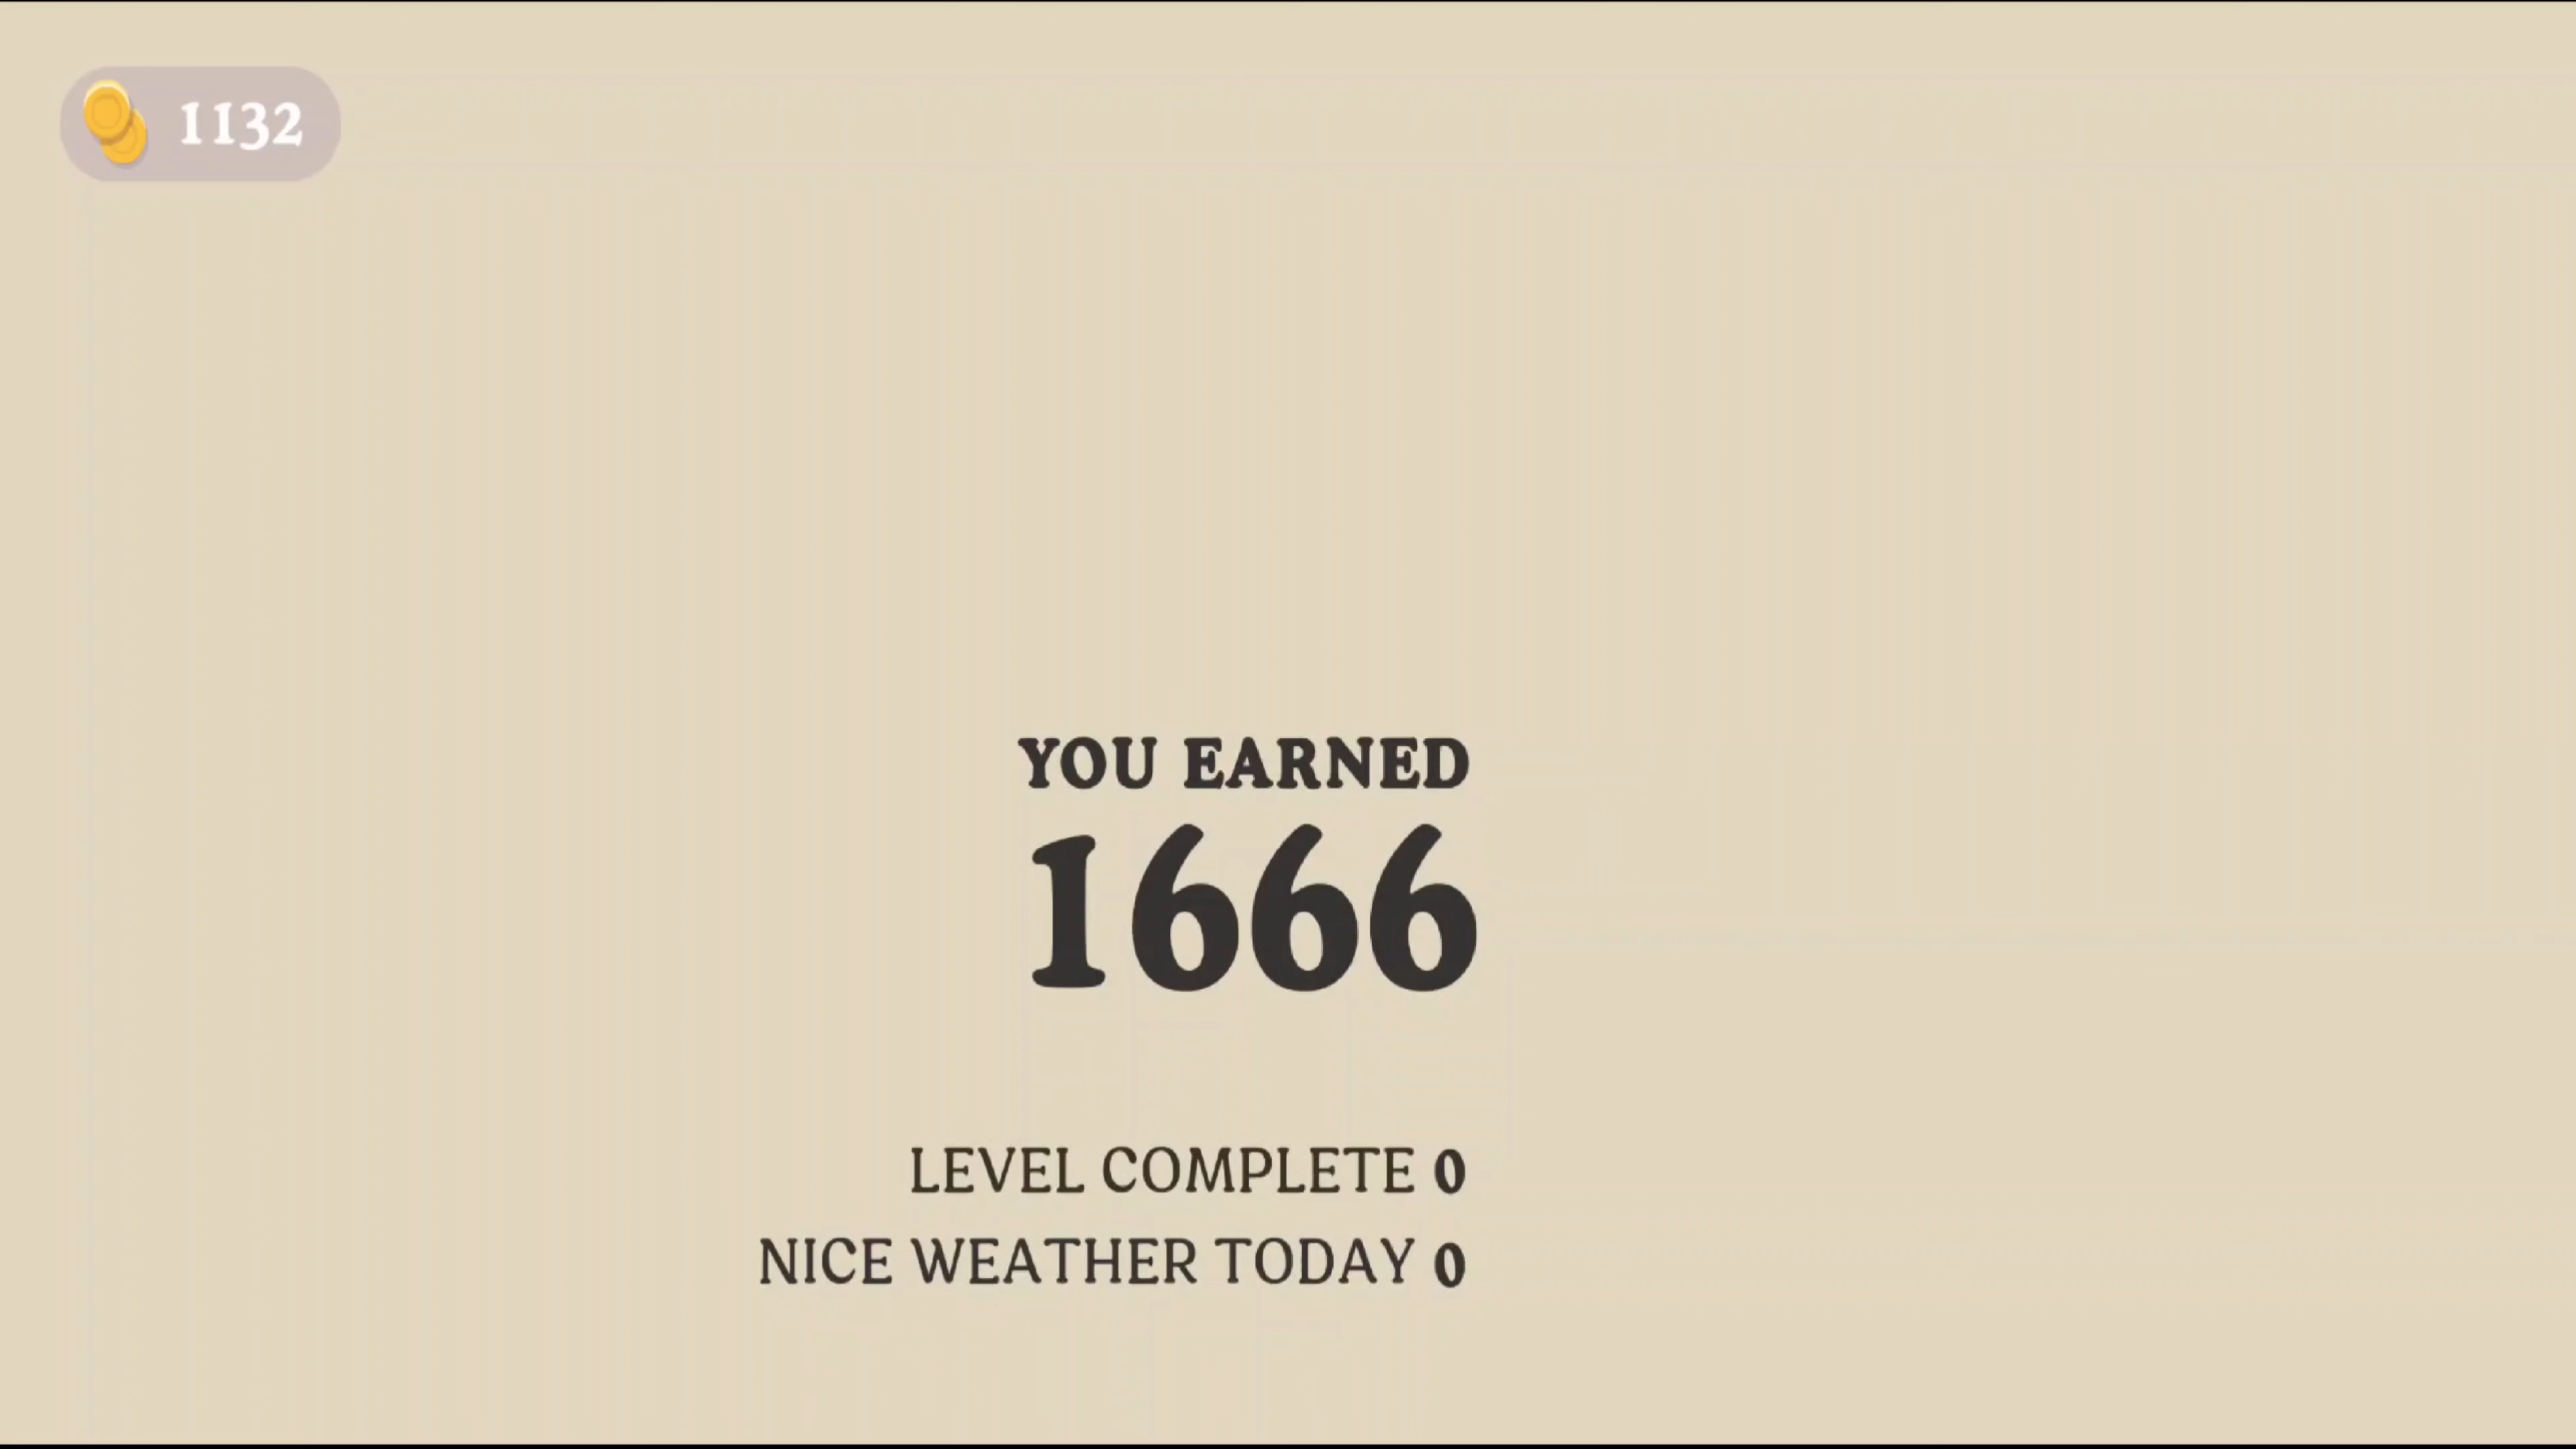 1132
YOU EARNED
1666
LEVEL COMPLETE 0
NICE WEATHER TODAY 0